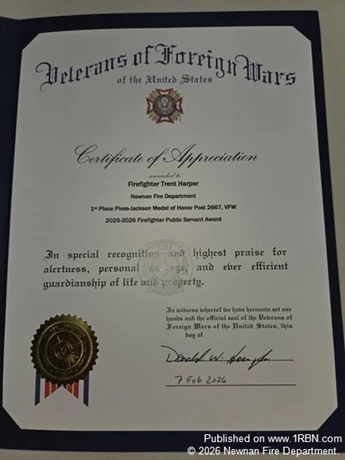 Veterans of Foreign Wars
of the United States
Certificate of Appreciation
awarded to
Firefighter Trent Harper
Newnan Fire Department
1st Place Pless-Jackson Medal of Honor Post 2667, VFW
2025-2026 Firefighter Public Servant Award
In special recognition and highest praise for
alertness, personal courage, and ever efficient
guardianship of life and property.
In witness whereof we have hereunto set our
hands and the official seal of the Veterans of
Foreign Wars of the United States, this
day of
Donald W.
7 Feb 2026
Published on www.1RBN.com
© 2026 Newnan Fire Department.